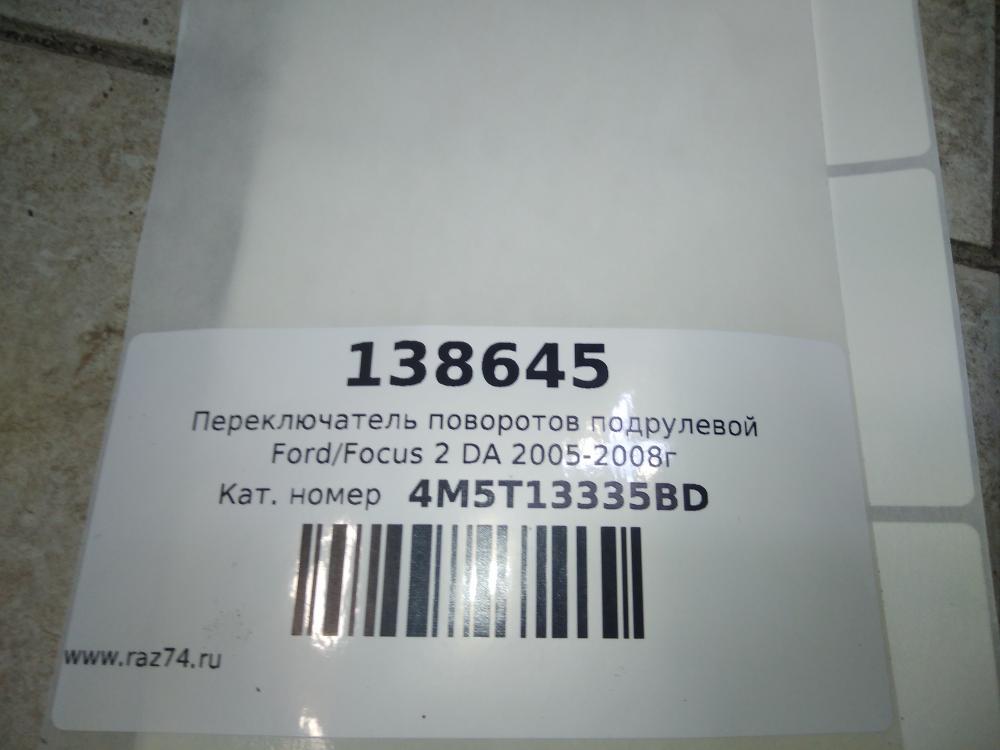 138645
Переключатель поворотов подрулевой
Ford/Focus 2 DA 2005-2008г
Кат. номер 4M5T13335BD
www.raz74.ru